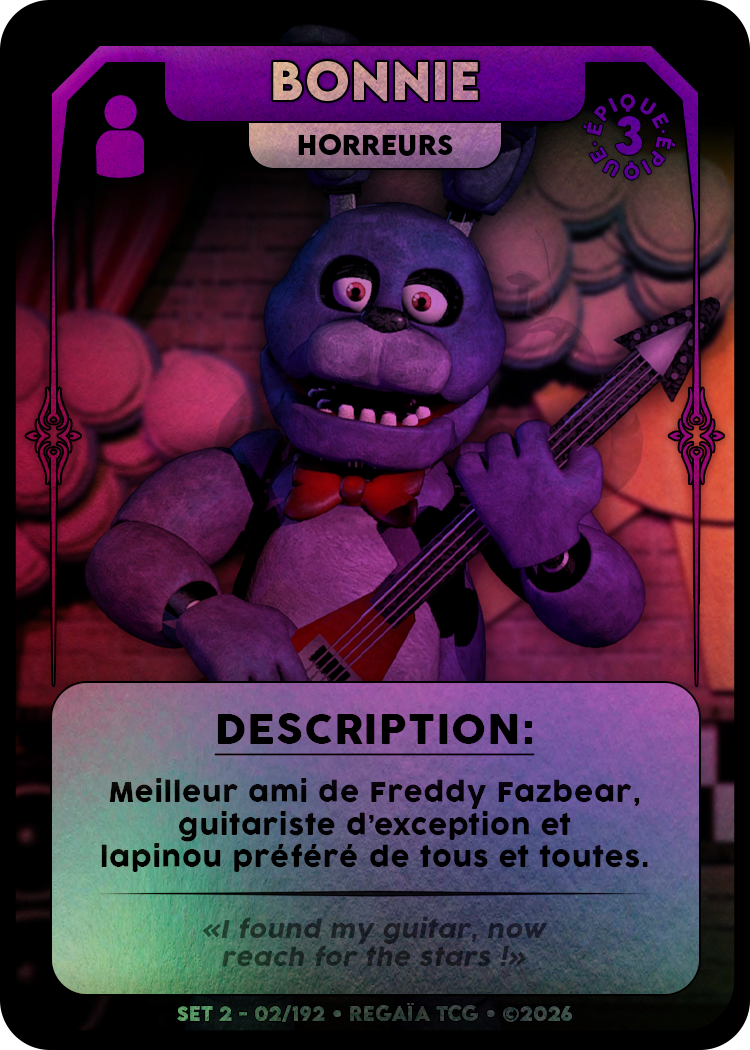 BONNIE
HORREURS
ÉPIQUE·ÉPIQUE·
3
DESCRIPTION:
Meilleur ami de Freddy Fazbear,
guitariste d'exception et
lapinou préféré de tous et toutes.
«I found my guitar, now
reach for the stars !»
SET 2 - 02/192 • REGAÏA TCG • ©2026